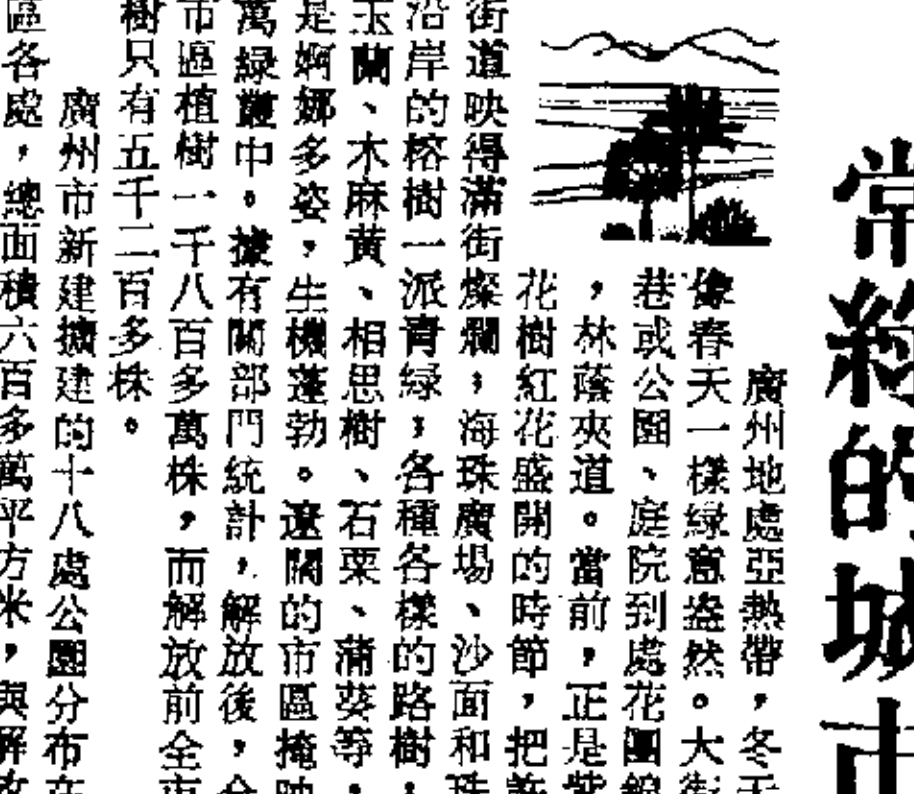 常綠的城市
廣州地處亞熱帶，冬天
像春天一樣綠意盎然。大街
巷或公園、庭院到處花團錦
，林蔭夾道。當前，正是紫
花樹紅花盛開的時節，把
街道映得滿街燦爛；海珠廣場、沙面和珠
沿岸的榕樹一派青綠；各種各樣的路樹，
玉蘭、木麻黃、相思樹、石栗、蒲葵等，
是婀娜多姿，生機蓬勃。遼闊的市區掩映
萬綠叢中。據有關部門統計，解放後，全
市區植樹一千八百多萬株，而解放前全市
樹只有五千二百多株。
廣州市新建擴建的十八處公園分布在
區各處，總面積六百多萬平方米，與解放